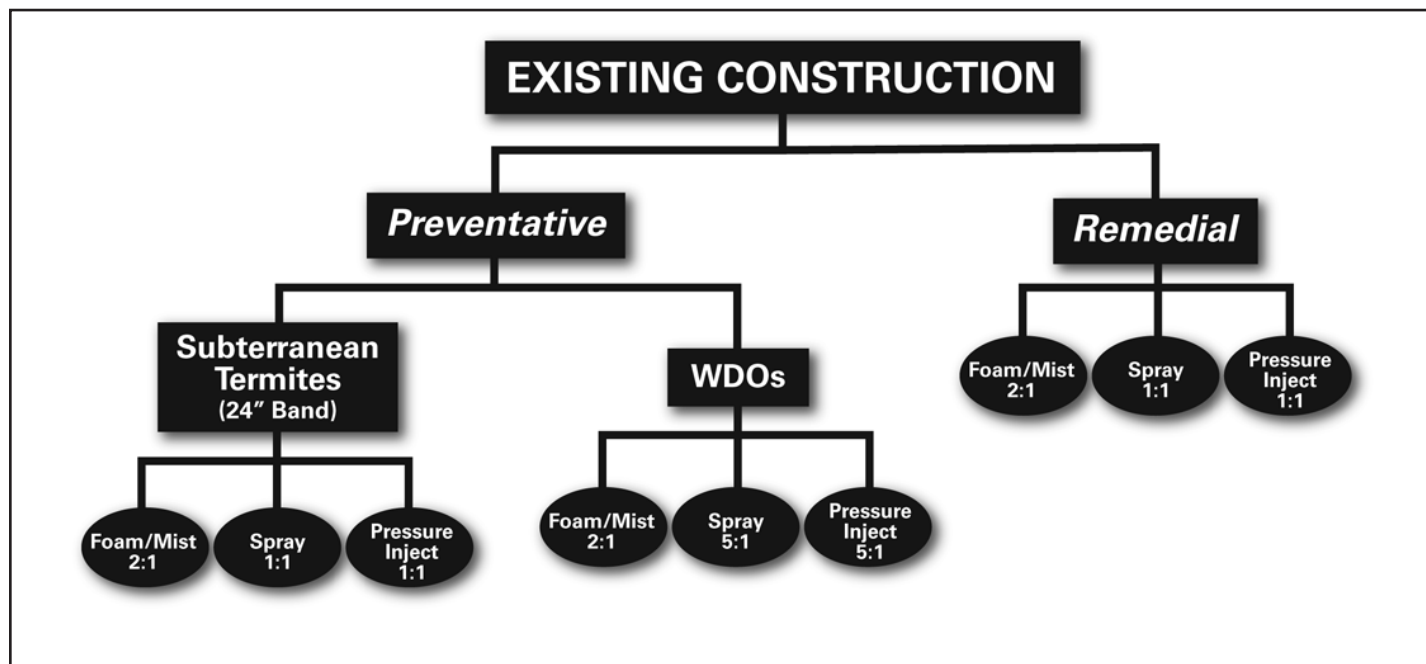 EXISTING CONSTRUCTION
Preventative
Remedial
Subterranean
Termites
(24" Band)
WDOs
Foam/Mist
2:1
Spray
1:1
Pressure
Inject
1:1
Foam/Mist
2:1
Spray
5:1
Pressure
Inject
5:1
Foam/Mist
2:1
Spray
1:1
Pressure
Inject
1:1